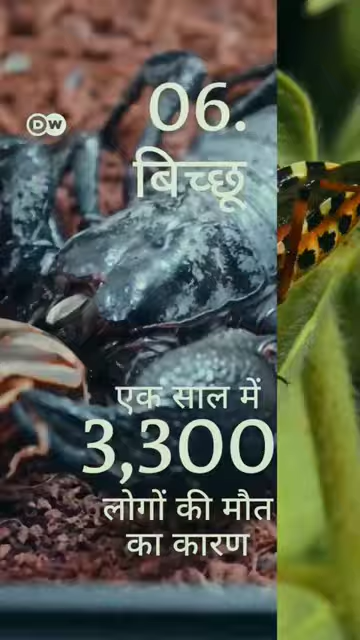 DW
06.
बिच्छू
एक साल में
3,300
लोगों की मौत
का कारण